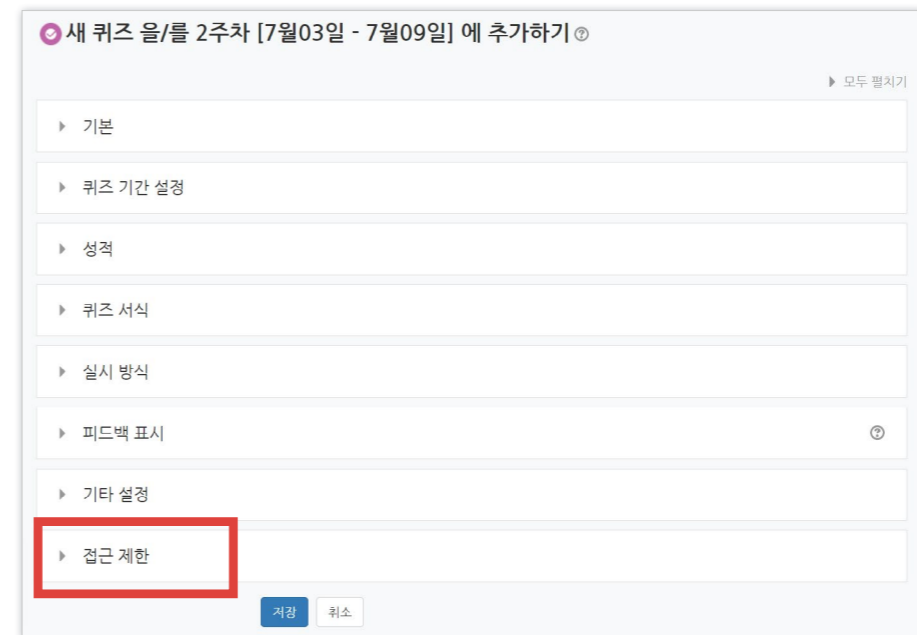 새 퀴즈 을/를 2주차 [7월03일 - 7월09일] 에 추가하기
모두 펼치기
기본
퀴즈 기간 설정
성적
퀴즈 서식
실시 방식
피드백 표시
기타 설정
접근 제한
저장 취소